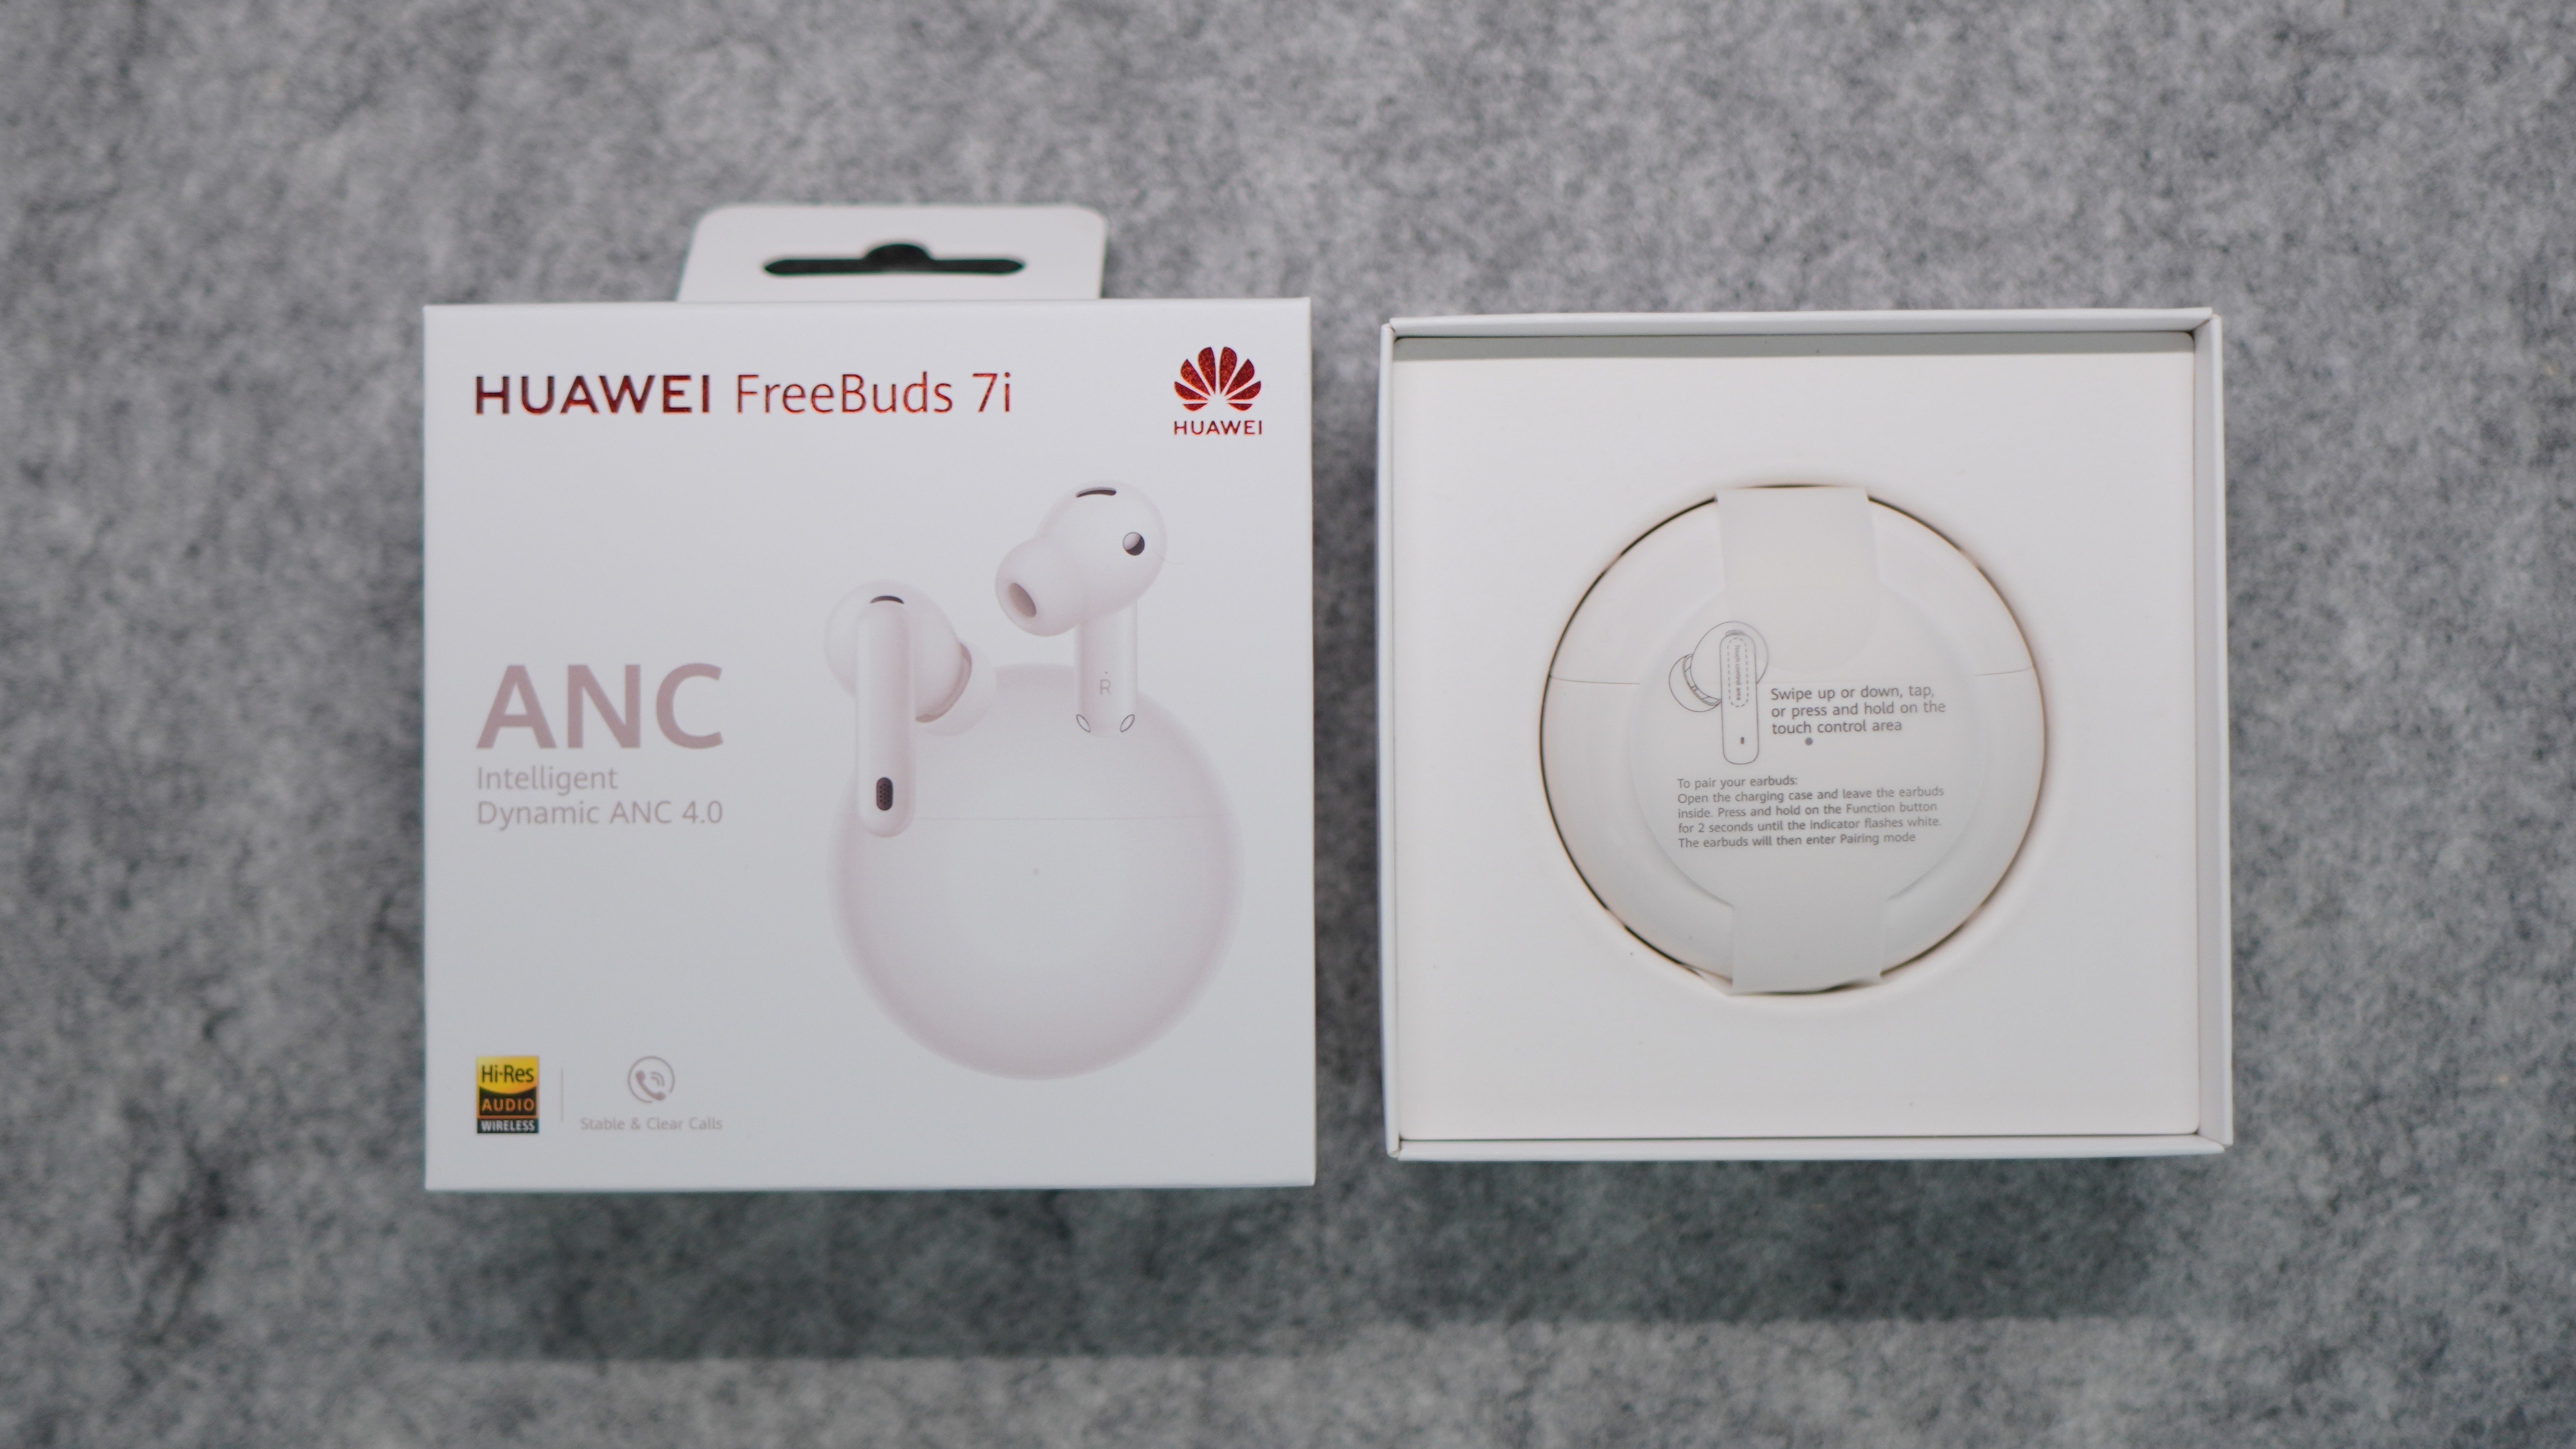 HUAWEI FreeBuds 7i
HUAWEI
R
ANC
Intelligent
Dynamic ANC 4.0
Hi-Res
AUDIO
WIRELESS
Stable & Clear Calls
Touch control area
Swipe up or down, tap,
or press and hold on the
touch control area
To pair your earbuds:
Open the charging case and leave the earbuds
inside. Press and hold on the Function button
for 2 seconds until the indicator flashes white.
The earbuds will then enter Pairing mode